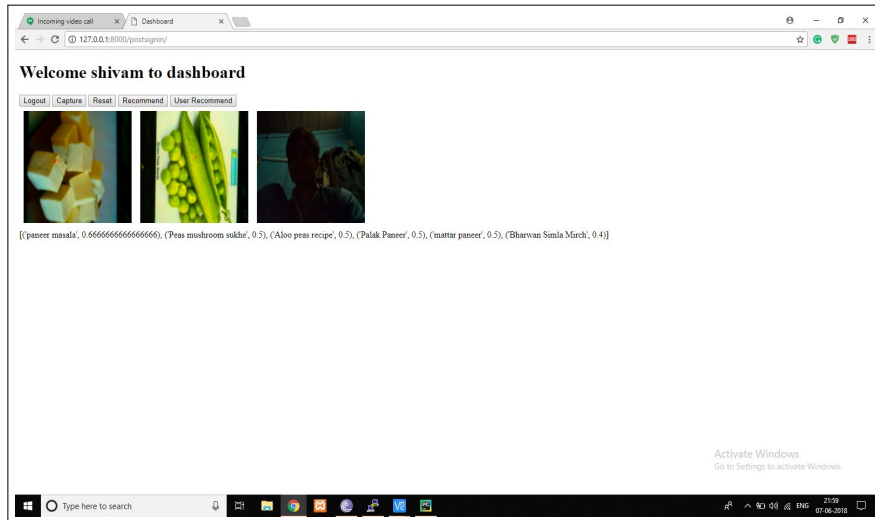 Incoming video call
Dashboard
127.0.0.1:8000/postsignin/
Welcome shivam to dashboard
Logout Capture Reset Recommend User Recommend
[('paneer masala', 0.6666666666666666), ('Peas mushroom sukhe', 0.5), ('Aloo peas recipe', 0.5), ('Palak Paneer', 0.5), ('mattar paneer', 0.5), ('Bharwan Simla Mirch', 0.4)]
Activate Windows
Go to Settings to activate Windows.
Type here to search
ENG
21:59
07-06-2018